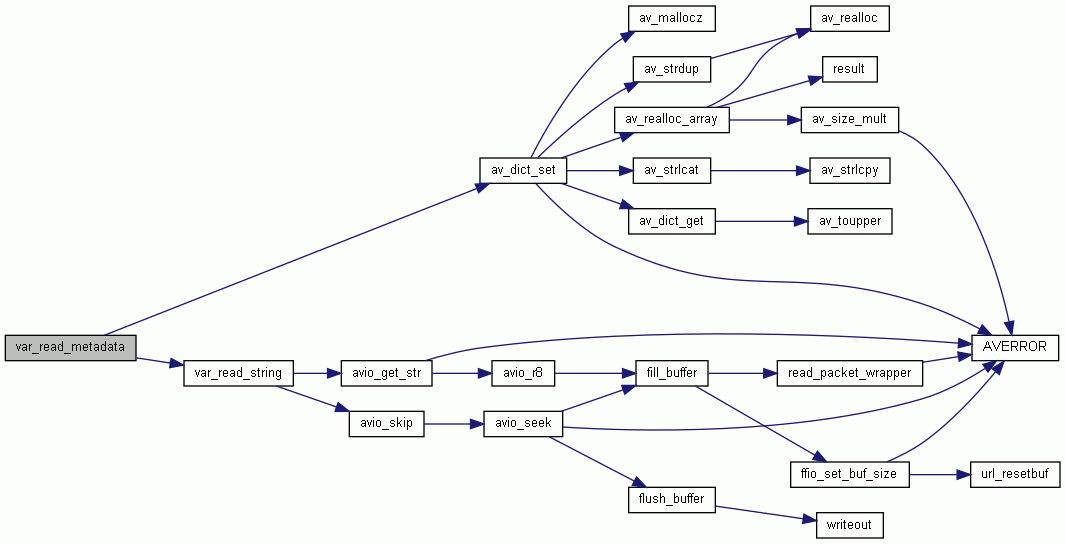 av_mallocz
av_realloc
av_strdup
result
av_realloc_array
av_size_mult
av_dict_set
av_strlcat
av_strlcpy
av_dict_get
av_toupper
var_read_metadata
AVERROR
var_read_string
avio_get_str
avio_r8
fill_buffer
read_packet_wrapper
avio_skip
avio_seek
ffio_set_buf_size
url_resetbuf
flush_buffer
writeout